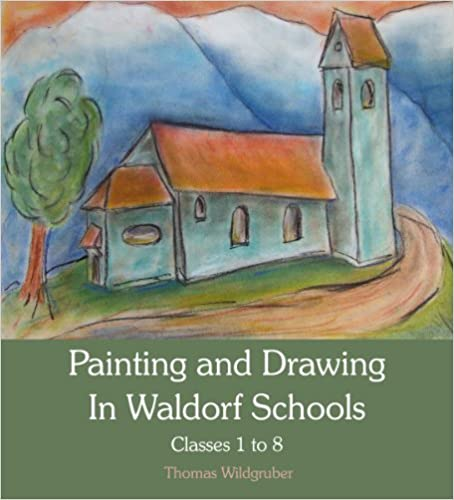 Painting and Drawing
In Waldorf Schools
Classes 1 to 8
Thomas Wildgruber